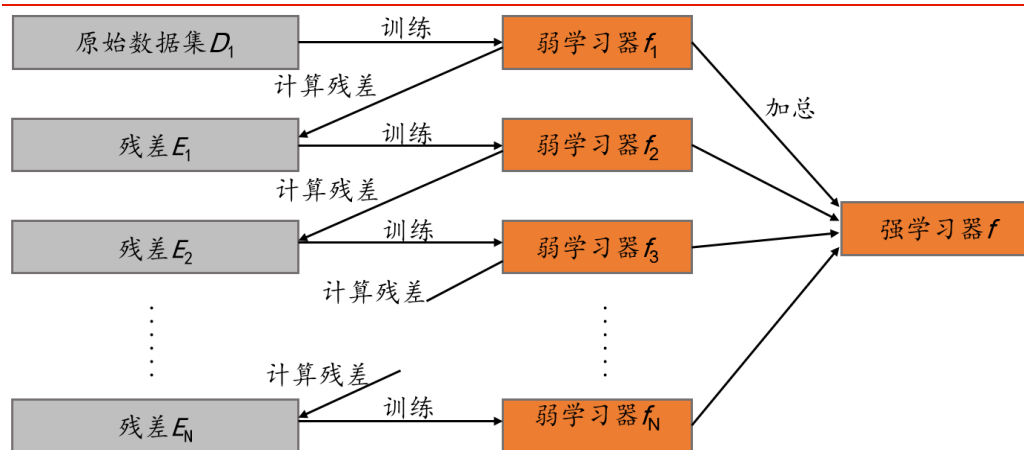 原始数据集D1
训练
弱学习器f1
计算残差
加总
残差E1
训练
弱学习器f2
计算残差
强学习器f
残差E2
训练
弱学习器f3
计算残差
计算残差
残差EN
训练
弱学习器fN